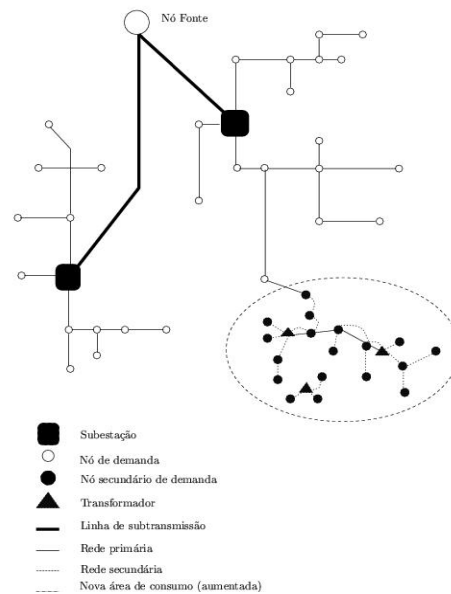 Nó Fonte
Subestação
Nó de demanda
Nó secundário de demanda
Transformador
Linha de subtransmissão
Rede primária
Rede secundária
Nova área de consumo (aumentada)